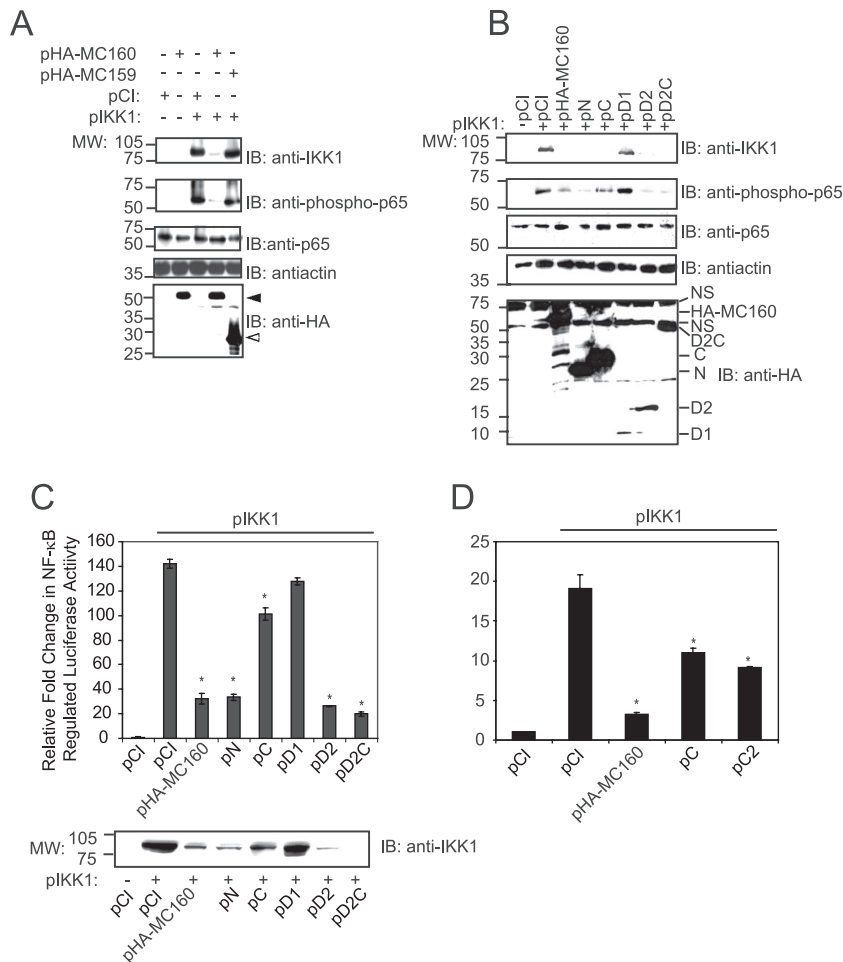 A
pHA-MC160 - + - + -
pHA-MC159 - - - - +
pCI: + - + - -
pIKK1: - - + + +
MW: 105
75
IB: anti-IKK1
75
50
IB: anti-phospho-p65
75
50
IB:anti-p65
35
IB: antiactin
50
35
30
25
IB: anti-HA
B
pIKK1: -pCI +pCI +pHA-MC160 +pN +pC +pD1 +pD2 +pD2C
MW: 105
75
IB: anti-IKK1
50
IB: anti-phospho-p65
50
IB: anti-p65
35
IB: antiactin
75
50
35
30
25
15
10
NS
HA-MC160
NS
D2C
C
N IB: anti-HA
D2
D1
C
pIKK1
Relative Fold Change in NF-κB
Regulated Luciferase Actiivty
160
140
120
100
80
60
40
20
0
* * * * *
pCI pCI pHA-MC160 pN pC pD1 pD2 pD2C
MW: 105
75
IB: anti-IKK1
pIKK1: - + + + + + + +
pCI pCI pHA-MC160 pN pC pD1 pD2 pD2C
D
pIKK1
25
20
15
10
5
0
* * *
pCI pCI pHA-MC160 pC pC2